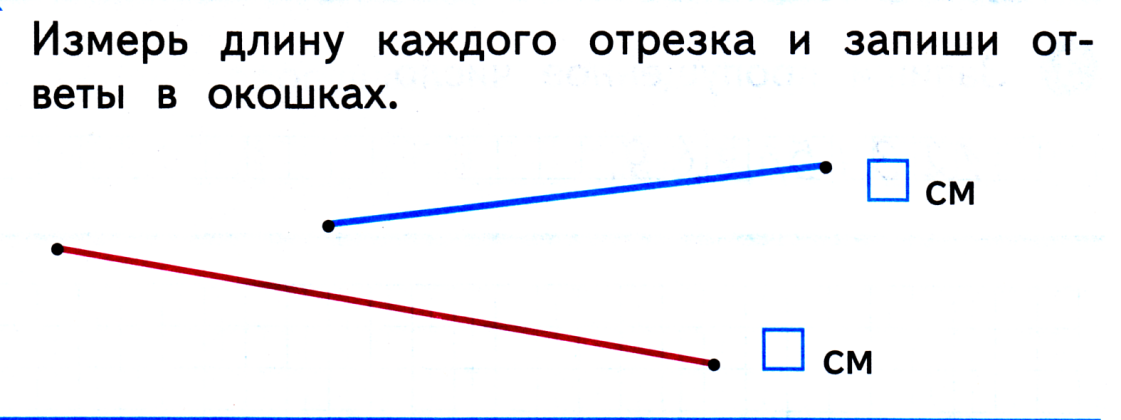 Измерь длину каждого отрезка и запиши от-
веты в окошках.
см
см